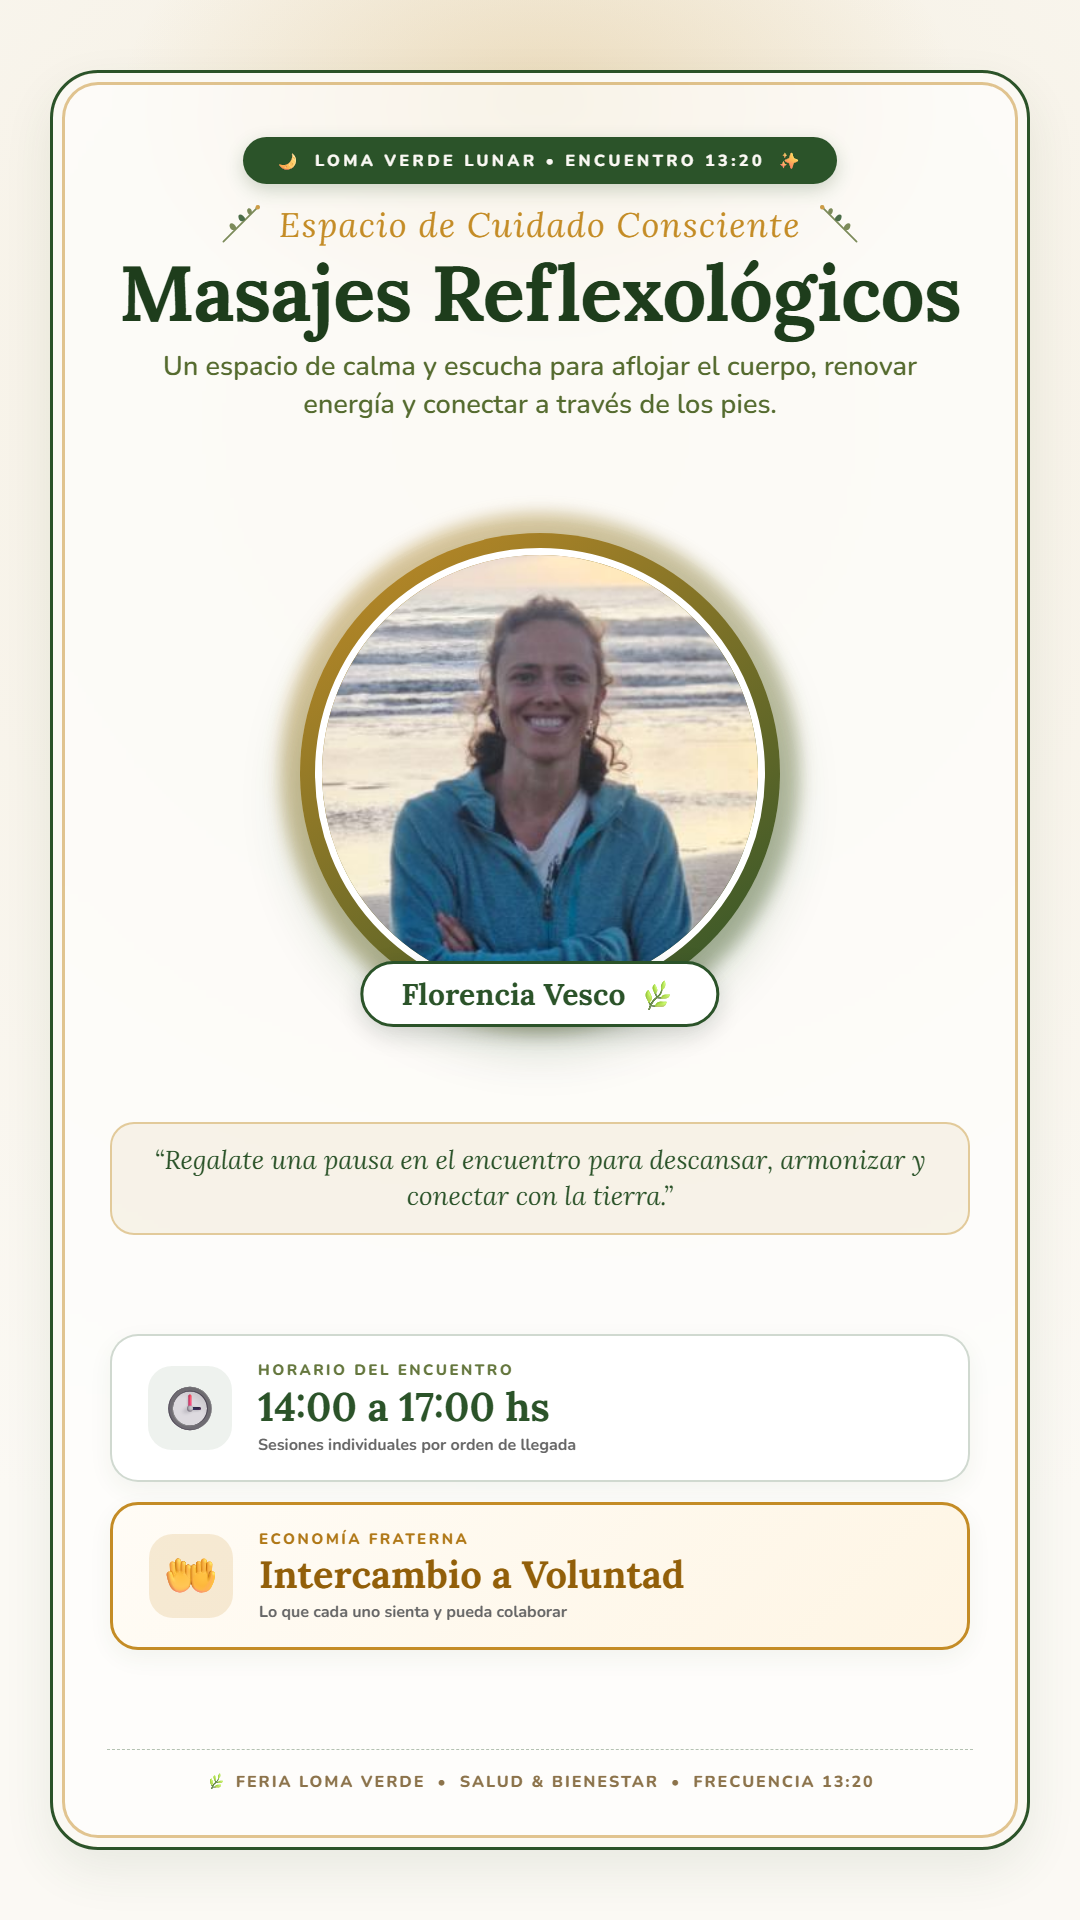 🌙 LOMA VERDE LUNAR • ENCUENTRO 13:20 ✨
Espacio de Cuidado Consciente
Masajes Reflexológicos
Un espacio de calma y escucha para aflojar el cuerpo, renovar
energía y conectar a través de los pies.
Florencia Vesco 🌿
“Regalate una pausa en el encuentro para descansar, armonizar y
conectar con la tierra.”
HORARIO DEL ENCUENTRO
14:00 a 17:00 hs
Sesiones individuales por orden de llegada
ECONOMÍA FRATERNA
Intercambio a Voluntad
Lo que cada uno sienta y pueda colaborar
🌿 FERIA LOMA VERDE • SALUD & BIENESTAR • FRECUENCIA 13:20